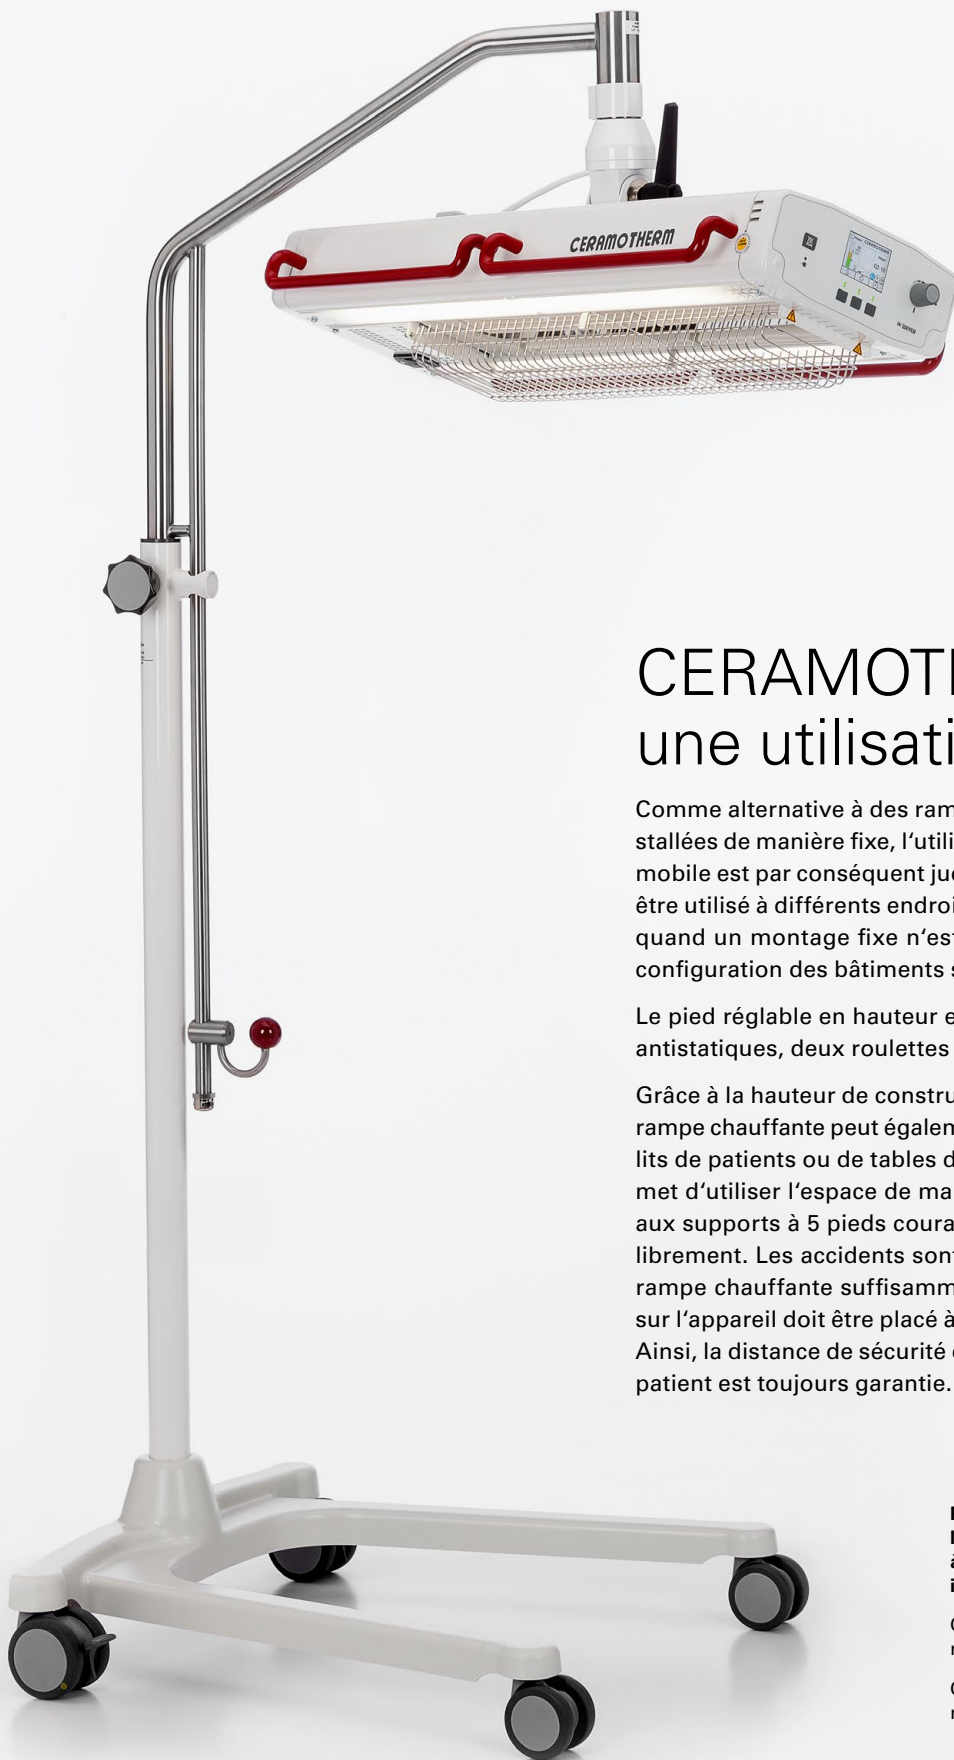 CERAMOTHERM
WEYER
CERAMOT
une utilisati
Comme alternative à des ram
stallées de manière fixe, l‘utili
mobile est par conséquent
être utilisé à différents endroi
quand un montage fixe n‘est
configuration des bâtiments s
Le pied réglable en hauteur e
antistatiques, deux roulettes
Grâce à la hauteur de constru
rampe chauffante peut égalem
lits de patients ou de tables d
met d‘utiliser l‘espace de ma
aux supports à 5 pieds coura
librement. Les accidents sont
rampe chauffante suffisamm
sur l‘appareil doit être placé à
Ainsi, la distance de sécurité
patient est toujours garantie.